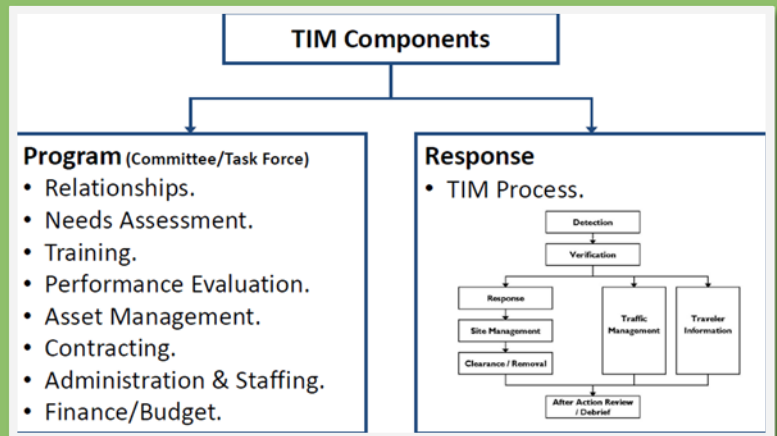 TIM Components
Program (Committee/Task Force)
• Relationships.
• Needs Assessment.
• Training.
• Performance Evaluation.
• Asset Management.
• Contracting.
• Administration & Staffing.
• Finance/Budget.
Response
• TIM Process.
Detection
Verification
Response
Site Management
Clearance / Removal
Traffic
Management
Traveler
Information
After Action Review
/ Debrief